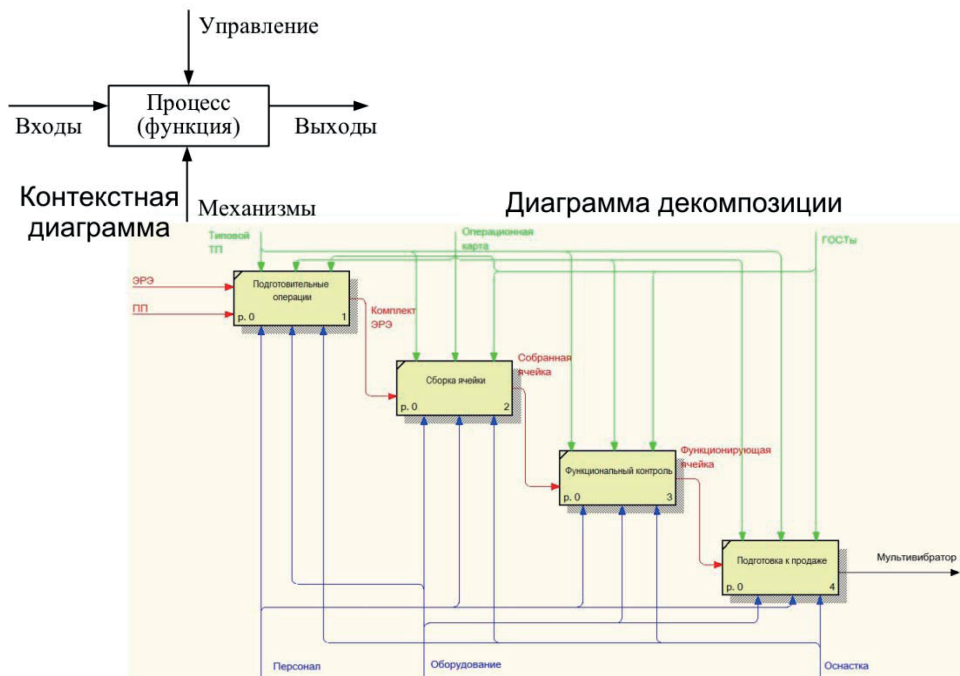 Управление
Процесс
(функция)
Входы
Выходы
Механизмы
Контекстная
диаграмма
Диаграмма декомпозиции
Типовой
ТП
Операционная
карта
ГОСТы
ЭРЭ
ПП
Подготовительные
операции
р. 0
1
Комплект
ЭРЭ
Сборка ячейки
р. 0
2
Собранная
ячейка
Функциональный контроль
р. 0
3
Функционирующая
ячейка
Подготовка к продаже
р. 0
4
Мультивибратор
Персонал
Оборудование
Оснастка